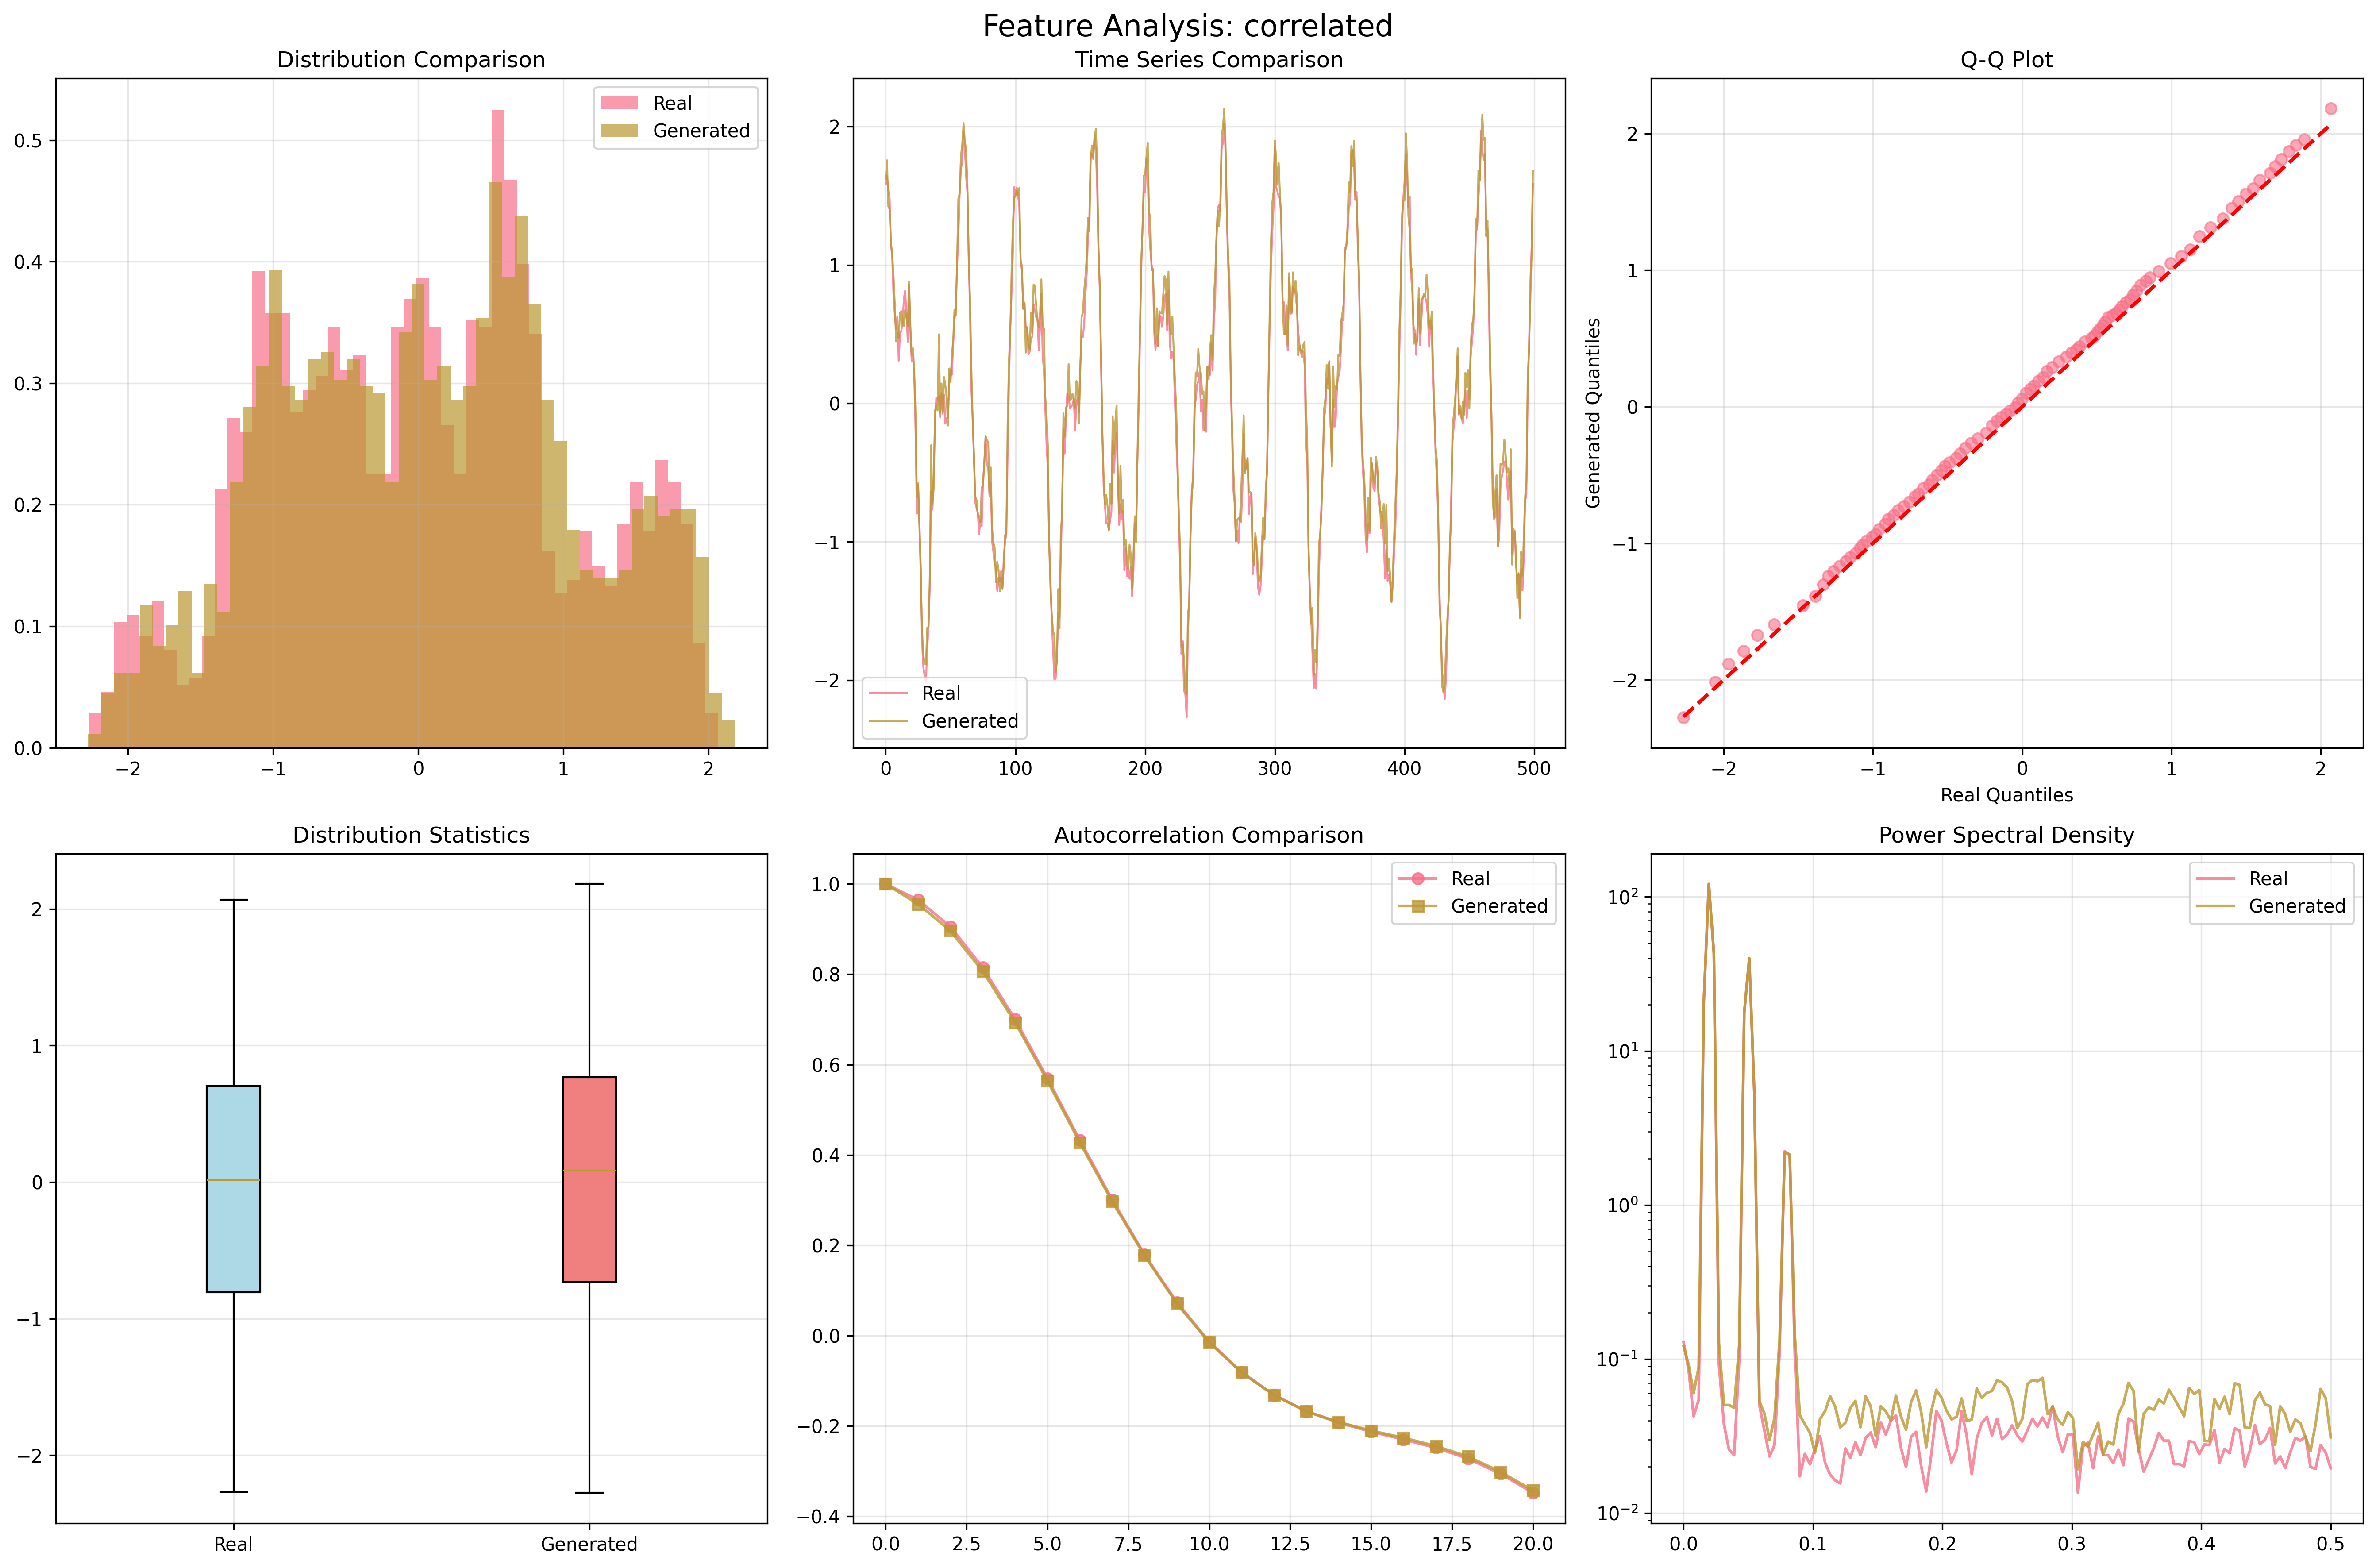 Feature Analysis: correlated
Distribution Comparison
Real
Generated
0.5
0.4
0.3
0.2
0.1
0.0
−2 −1 0 1 2
Time Series Comparison
2
1
0
−1
−2
Real
Generated
0 100 200 300 400 500
Q-Q Plot
Generated Quantiles
2
1
0
−1
−2
−2 −1 0 1 2
Real Quantiles
Distribution Statistics
2
1
0
−1
−2
Real Generated
Autocorrelation Comparison
Real
Generated
1.0
0.8
0.6
0.4
0.2
0.0
−0.2
−0.4
0.0 2.5 5.0 7.5 10.0 12.5 15.0 17.5 20.0
Power Spectral Density
Real
Generated
10²
10¹
10⁰
10⁻¹
10⁻²
0.0 0.1 0.2 0.3 0.4 0.5